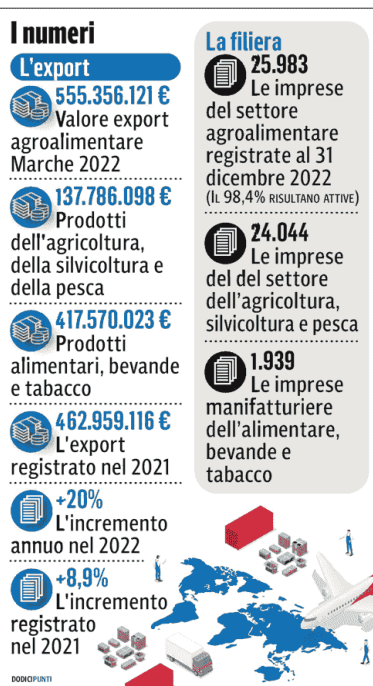 I numeri
L'export
555.356.121 €
Valore export
agroalimentare
Marche 2022
137.786.098 €
Prodotti
dell'agricoltura,
della silvicoltura e
della pesca
417.570.023 €
Prodotti
alimentari, bevande
e tabacco
462.959.116 €
L'export
registrato nel 2021
+20%
L'incremento
annuo nel 2022
+8,9%
L'incremento
registrato
nel 2021
La filiera
25.983
Le imprese
del settore
agroalimentare
registrate al 31
dicembre 2022
(IL 98,4% RISULTANO ATTIVE)
24.044
Le imprese
del del settore
dell'agricoltura,
silvicoltura e pesca
1.939
Le imprese
manifatturiere
dell'alimentare,
bevande e
tabacco
DODICIPUNTI